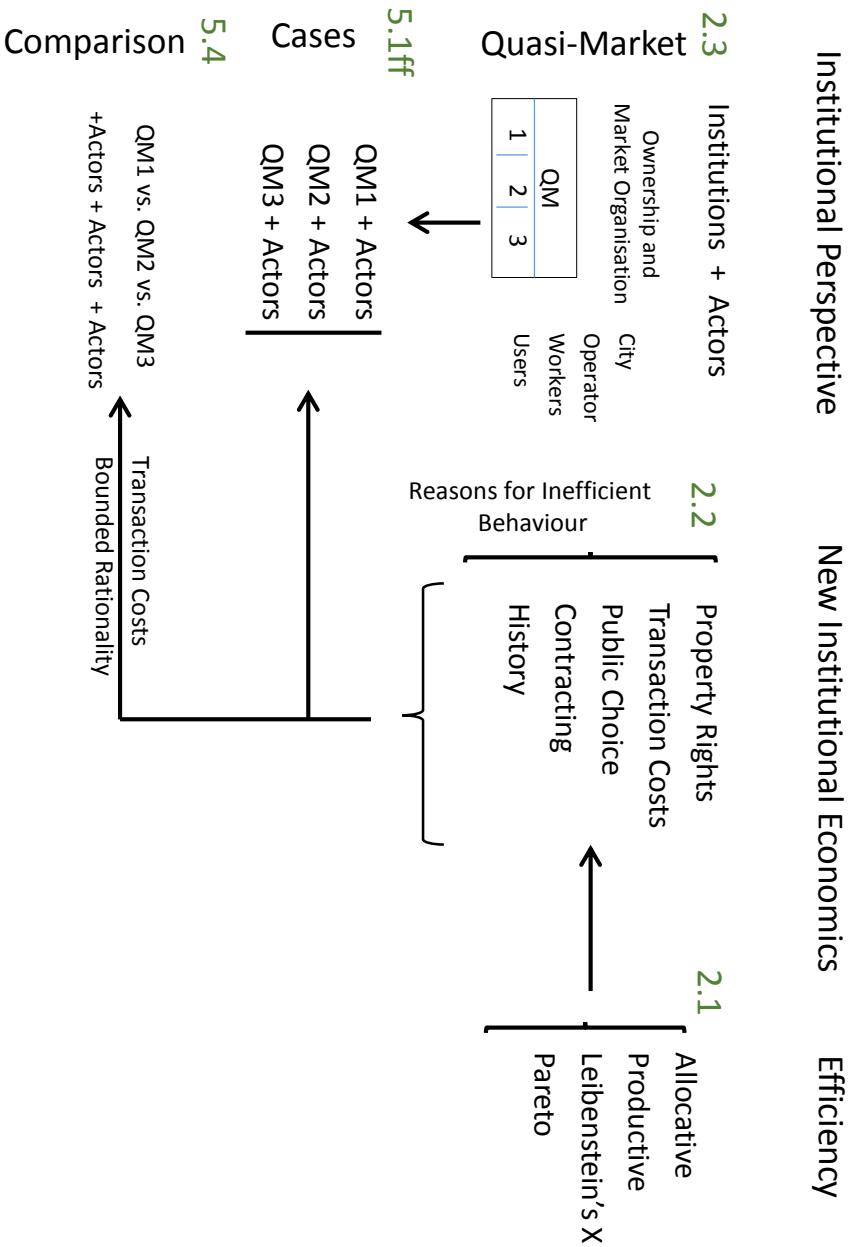 Institutional Perspective
New Institutional Economics
Efficiency
2.3
Institutions + Actors
Quasi-Market
Ownership and
Market Organisation
QM
1 2 3
City
Operator
Workers
Users
2.2
Reasons for Inefficient
Behaviour
Property Rights
Transaction Costs
Public Choice
Contracting
History
2.1
Allocative
Productive
Leibenstein's X
Pareto
5.1ff
Cases
QM1 + Actors
QM2 + Actors
QM3 + Actors
5.4
Comparison
QM1 vs. QM2 vs. QM3
+Actors + Actors + Actors
Transaction Costs
Bounded Rationality